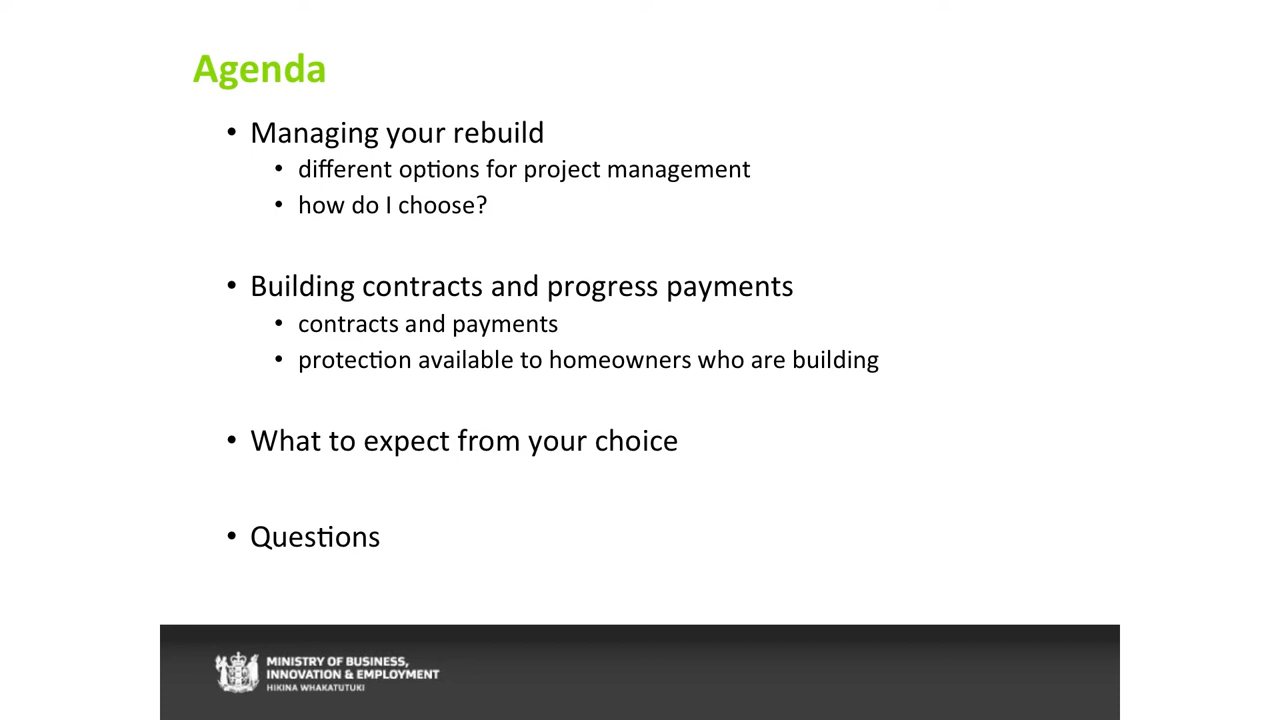 Agenda
• Managing your rebuild
• different options for project management
• how do I choose?
• Building contracts and progress payments
• contracts and payments
• protection available to homeowners who are building
• What to expect from your choice
• Questions
MINISTRY OF BUSINESS,
INNOVATION & EMPLOYMENT
HIKINA WHAKATUTUKI